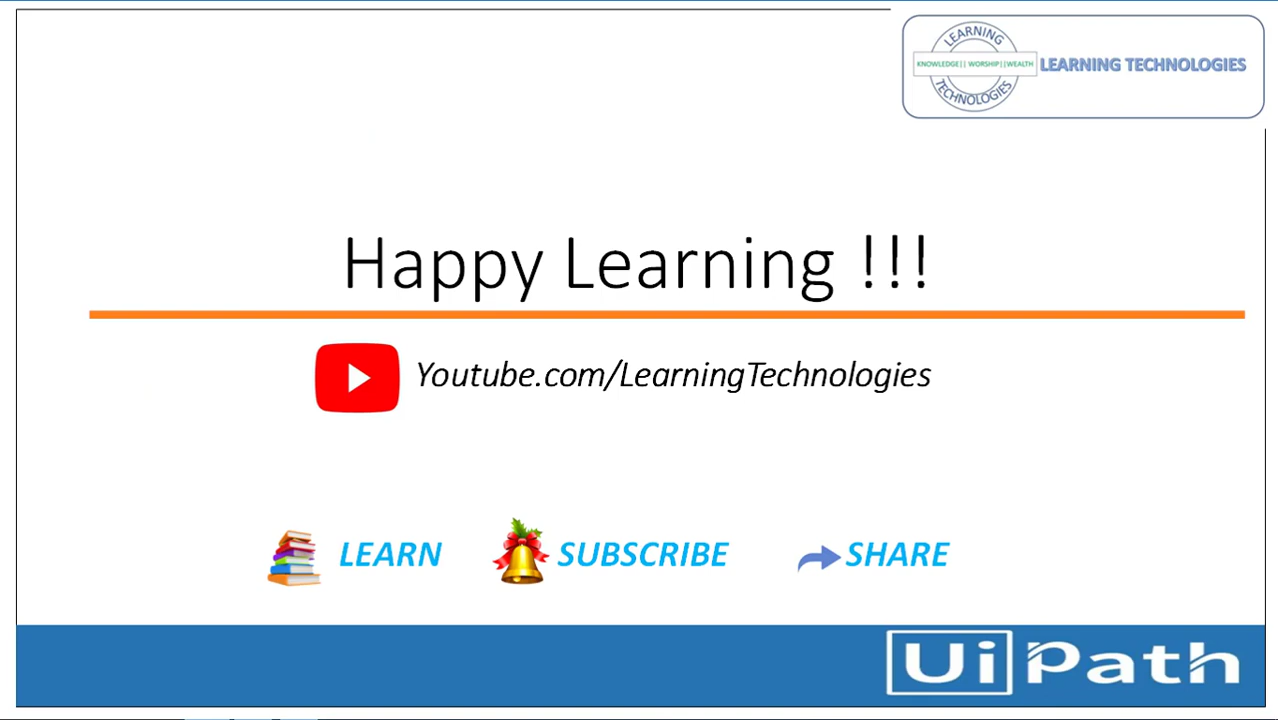 LEARNING
KNOWLEDGE|| WORSHIP||WEALTH
TECHNOLOGIES
LEARNING TECHNOLOGIES
Happy Learning !!!
Youtube.com/LearningTechnologies
LEARN
SUBSCRIBE
SHARE
UiPath